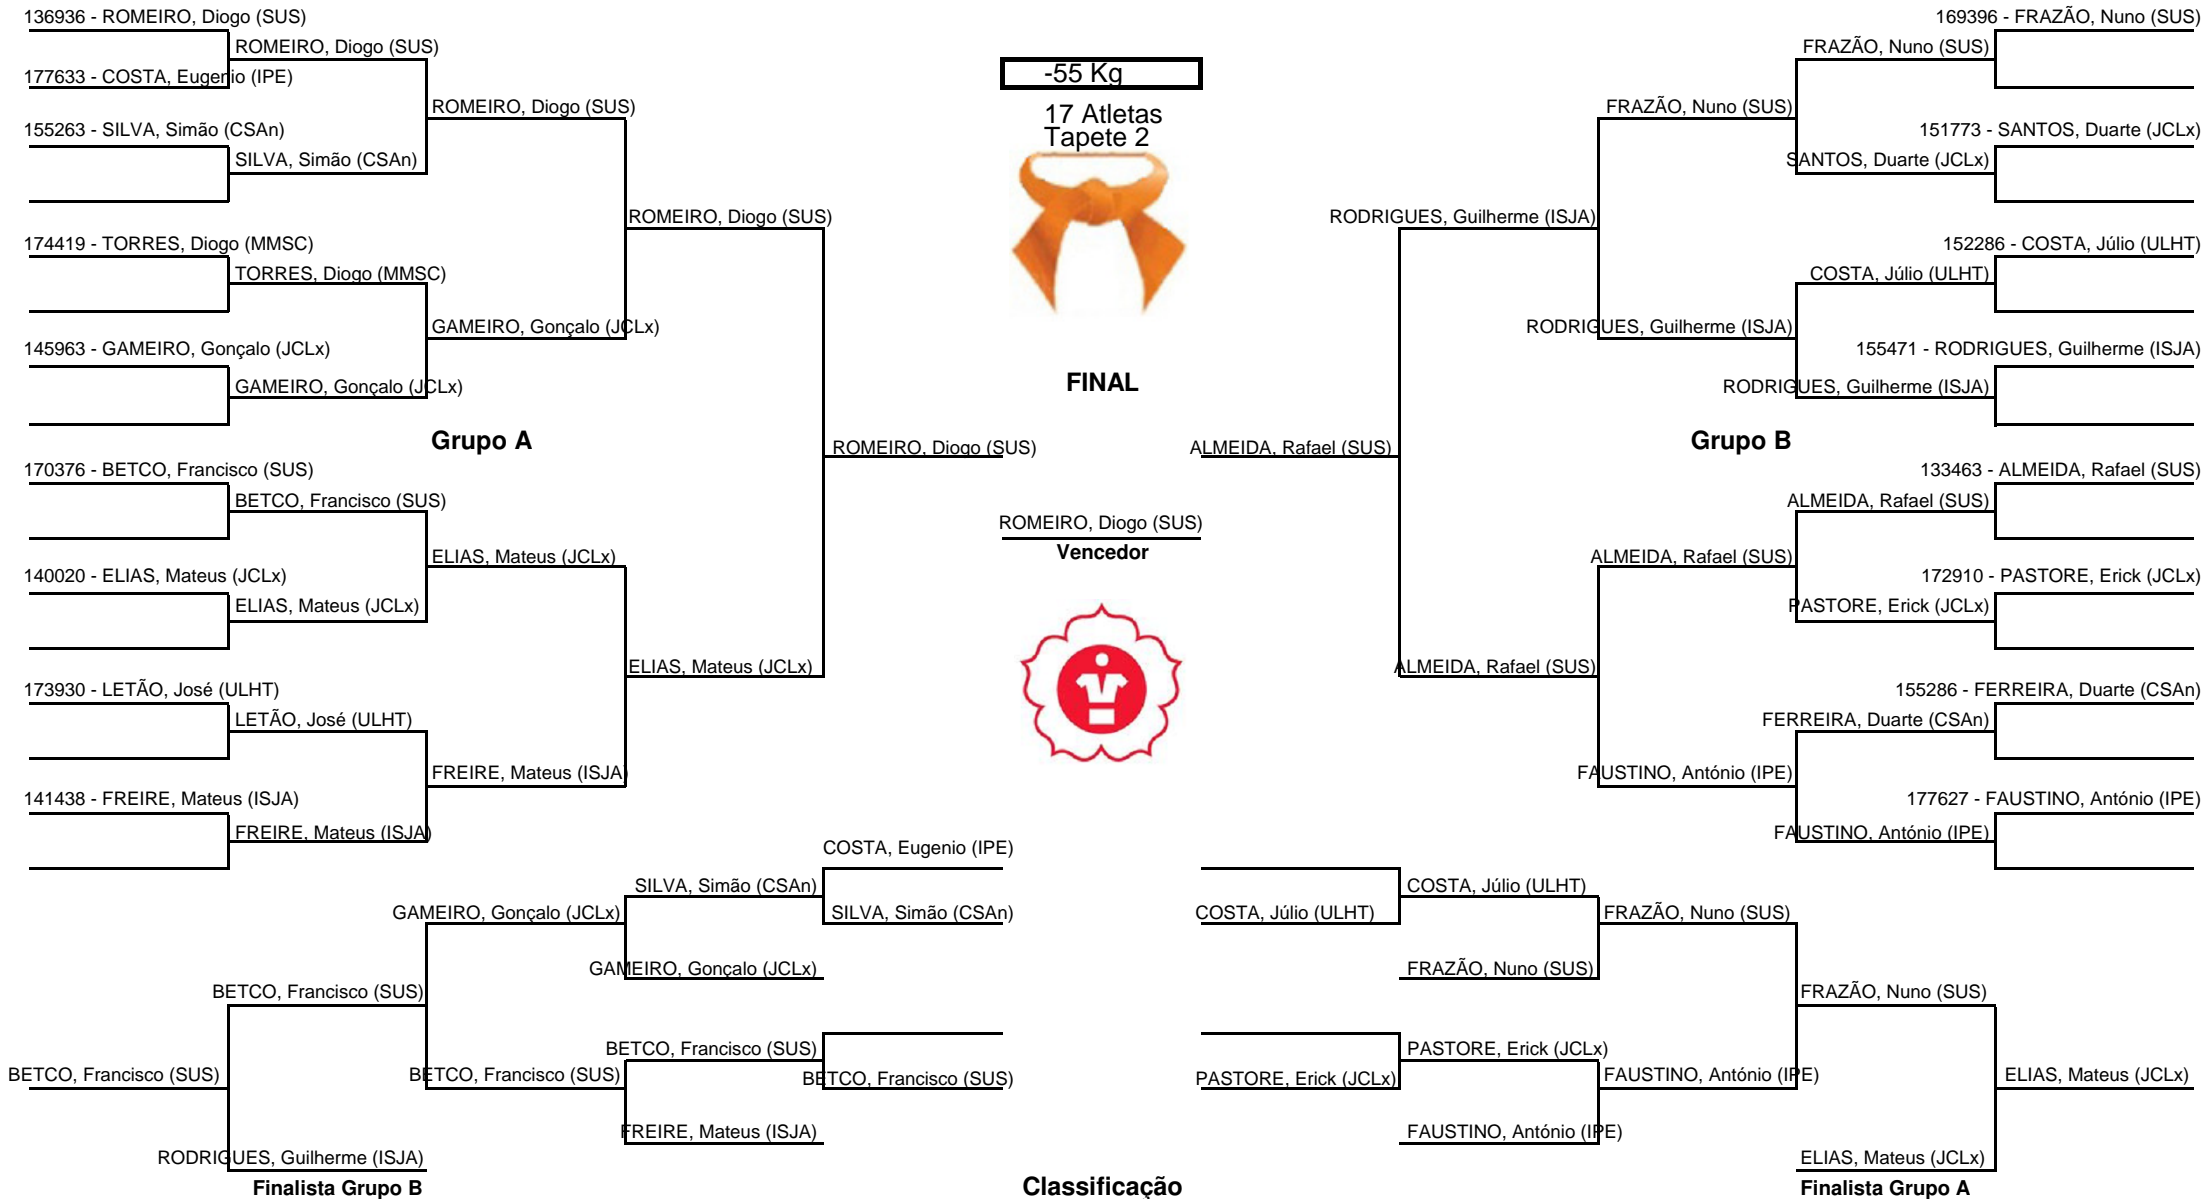 136936 - ROMEIRO, Diogo (SUS)
ROMEIRO, Diogo (SUS)
177633 - COSTA, Eugenio (IPE)
ROMEIRO, Diogo (SUS)
155263 - SILVA, Simão (CSAn)
SILVA, Simão (CSAn)
ROMEIRO, Diogo (SUS)
174419 - TORRES, Diogo (MMSC)
TORRES, Diogo (MMSC)
GAMEIRO, Gonçalo (JCLx)
145963 - GAMEIRO, Gonçalo (JCLx)
GAMEIRO, Gonçalo (JCLx)
Grupo A
ROMEIRO, Diogo (SUS)
170376 - BETCO, Francisco (SUS)
BETCO, Francisco (SUS)
ELIAS, Mateus (JCLx)
140020 - ELIAS, Mateus (JCLx)
ELIAS, Mateus (JCLx)
ELIAS, Mateus (JCLx)
173930 - LETÃO, José (ULHT)
LETÃO, José (ULHT)
FREIRE, Mateus (ISJA)
141438 - FREIRE, Mateus (ISJA)
FREIRE, Mateus (ISJA)
-55 Kg
17 Atletas
Tapete 2
FINAL
ROMEIRO, Diogo (SUS)
Vencedor
169396 - FRAZÃO, Nuno (SUS)
FRAZÃO, Nuno (SUS)
FRAZÃO, Nuno (SUS)
151773 - SANTOS, Duarte (JCLx)
SANTOS, Duarte (JCLx)
RODRIGUES, Guilherme (ISJA)
152286 - COSTA, Júlio (ULHT)
COSTA, Júlio (ULHT)
RODRIGUES, Guilherme (ISJA)
155471 - RODRIGUES, Guilherme (ISJA)
RODRIGUES, Guilherme (ISJA)
Grupo B
ALMEIDA, Rafael (SUS)
133463 - ALMEIDA, Rafael (SUS)
ALMEIDA, Rafael (SUS)
ALMEIDA, Rafael (SUS)
172910 - PASTORE, Erick (JCLx)
PASTORE, Erick (JCLx)
ALMEIDA, Rafael (SUS)
155286 - FERREIRA, Duarte (CSAn)
FERREIRA, Duarte (CSAn)
FAUSTINO, António (IPE)
177627 - FAUSTINO, António (IPE)
FAUSTINO, António (IPE)
COSTA, Eugenio (IPE)
SILVA, Simão (CSAn)
GAMEIRO, Gonçalo (JCLx)
SILVA, Simão (CSAn)
GAMEIRO, Gonçalo (JCLx)
BETCO, Francisco (SUS)
BETCO, Francisco (SUS)
BETCO, Francisco (SUS)
BETCO, Francisco (SUS)
BETCO, Francisco (SUS)
FREIRE, Mateus (ISJA)
RODRIGUES, Guilherme (ISJA)
Finalista Grupo B
COSTA, Júlio (ULHT)
COSTA, Júlio (ULHT)
FRAZÃO, Nuno (SUS)
FRAZÃO, Nuno (SUS)
FRAZÃO, Nuno (SUS)
PASTORE, Erick (JCLx)
PASTORE, Erick (JCLx)
FAUSTINO, António (IPE)
ELIAS, Mateus (JCLx)
FAUSTINO, António (IPE)
ELIAS, Mateus (JCLx)
Classificação
Finalista Grupo A